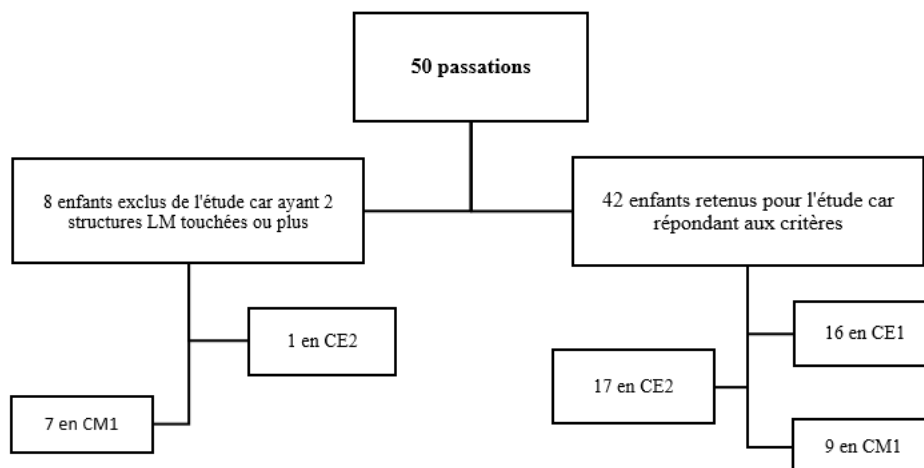 50 passations
8 enfants exclus de l'étude car ayant 2
structures LM touchées ou plus
42 enfants retenus pour l'étude car
répondant aux critères
1 en CE2
16 en CE1
17 en CE2
7 en CM1
9 en CM1